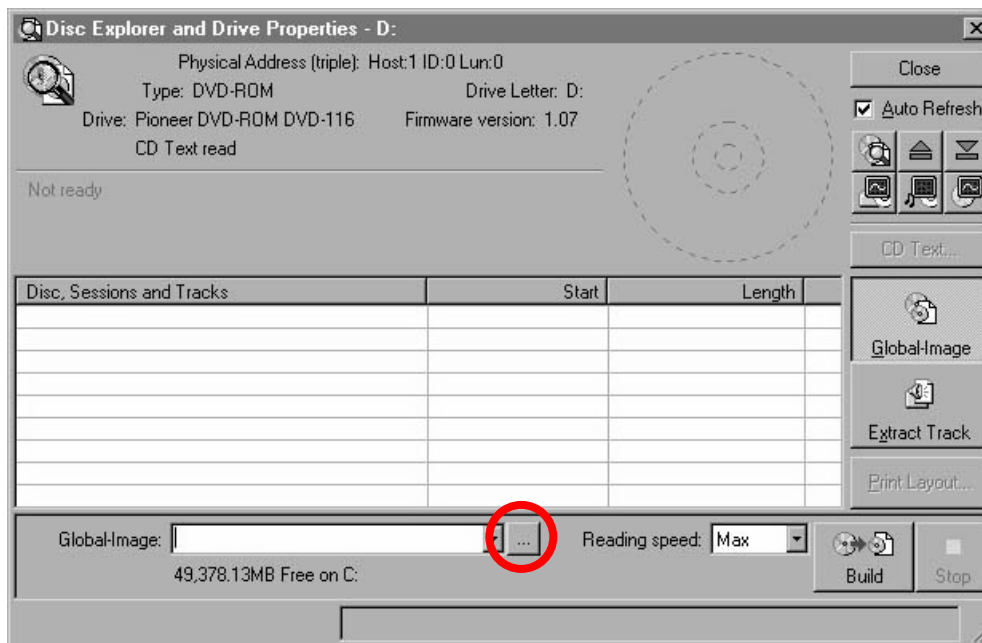 Disc Explorer and Drive Properties - D:
Physical Address (triple): Host:1 ID:0 Lun:0
Type: DVD-ROM Drive Letter: D:
Drive: Pioneer DVD-ROM DVD-116 Firmware version: 1.07
CD Text read
Not ready
Close
Auto Refresh
CD Text...
Disc, Sessions and Tracks Start Length
Global-Image
Extract Track
Print Layout...
Global-Image: ... Reading speed: Max
49,378.13MB Free on C:
Build Stop